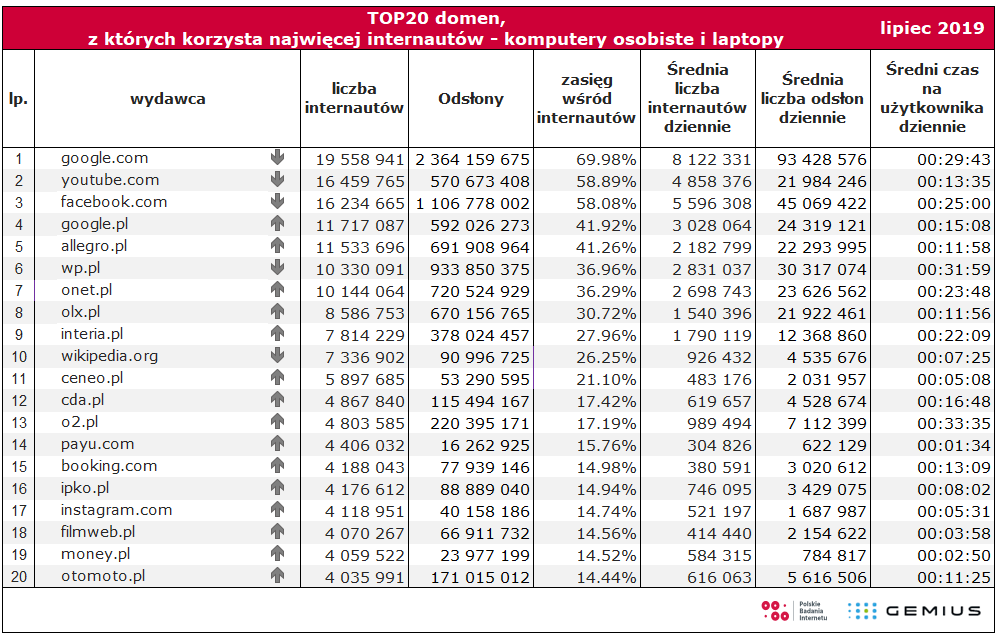 TOP20 domen,
z których korzysta najwięcej internautów - komputery osobiste i laptopy
lipiec 2019
lp. wydawca liczba internautów Odsłony zasięg wśród internautów Średnia liczba internautów dziennie Średnia liczba odsłon dziennie Średni czas na użytkownika dziennie
1 google.com 19 558 941 2 364 159 675 69.98% 8 122 331 93 428 576 00:29:43
2 youtube.com 16 459 765 570 673 408 58.89% 4 858 376 21 984 246 00:13:35
3 facebook.com 16 234 665 1 106 778 002 58.08% 5 596 308 45 069 422 00:25:00
4 google.pl 11 717 087 592 026 273 41.92% 3 028 064 24 319 121 00:15:08
5 allegro.pl 11 533 696 691 908 964 41.26% 2 182 799 22 293 995 00:11:58
6 wp.pl 10 330 091 933 850 375 36.96% 2 831 037 30 317 074 00:31:59
7 onet.pl 10 144 064 720 524 929 36.29% 2 698 743 23 626 562 00:23:48
8 olx.pl 8 586 753 670 156 765 30.72% 1 540 396 21 922 461 00:11:56
9 interia.pl 7 814 229 378 024 457 27.96% 1 790 119 12 368 860 00:22:09
10 wikipedia.org 7 336 902 90 996 725 26.25% 926 432 4 535 676 00:07:25
11 ceneo.pl 5 897 685 53 290 595 21.10% 483 176 2 031 957 00:05:08
12 cda.pl 4 867 840 115 494 167 17.42% 619 657 4 528 674 00:16:48
13 o2.pl 4 803 585 220 395 171 17.19% 989 494 7 112 399 00:33:35
14 payu.com 4 406 032 16 262 925 15.76% 304 826 622 129 00:01:34
15 booking.com 4 188 043 77 939 146 14.98% 380 591 3 020 612 00:13:09
16 ipko.pl 4 176 612 88 889 040 14.94% 746 095 3 429 075 00:08:02
17 instagram.com 4 118 951 40 158 186 14.74% 521 197 1 687 987 00:05:31
18 filmweb.pl 4 070 267 66 911 732 14.56% 414 440 2 154 622 00:03:58
19 money.pl 4 059 522 23 977 199 14.52% 584 315 784 817 00:02:50
20 otomoto.pl 4 035 991 171 015 012 14.44% 616 063 5 616 506 00:11:25
Polskie
Badania
Internetu
GEMIUS